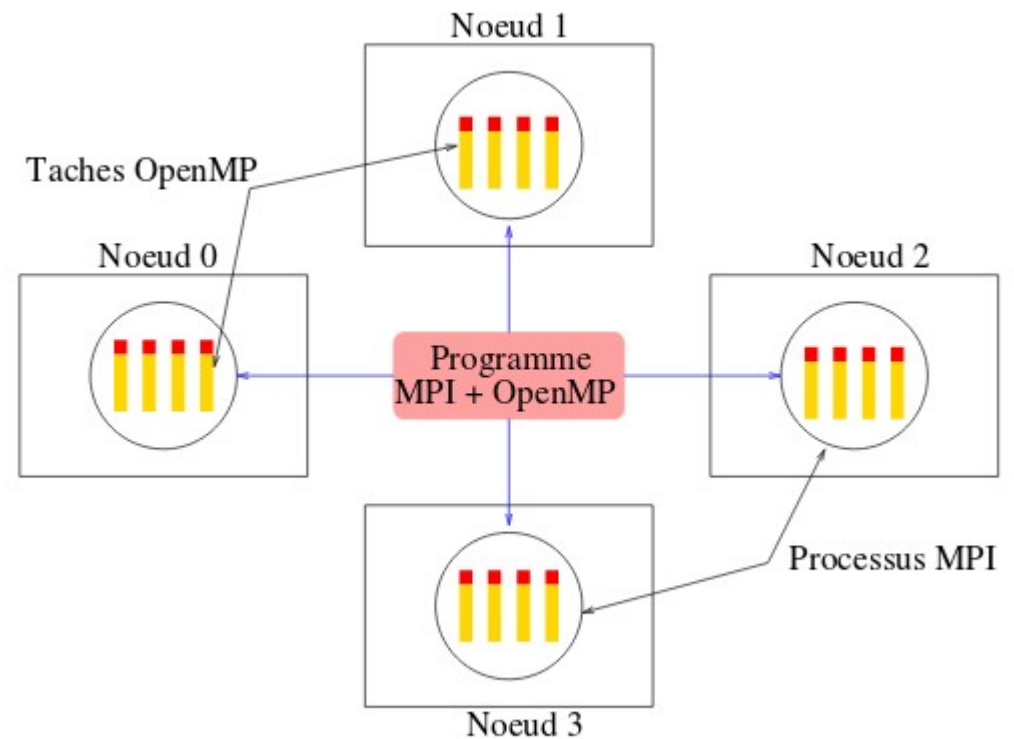 Noeud 1
Taches OpenMP
Noeud 0
Noeud 2
Programme
MPI + OpenMP
Processus MPI
Noeud 3